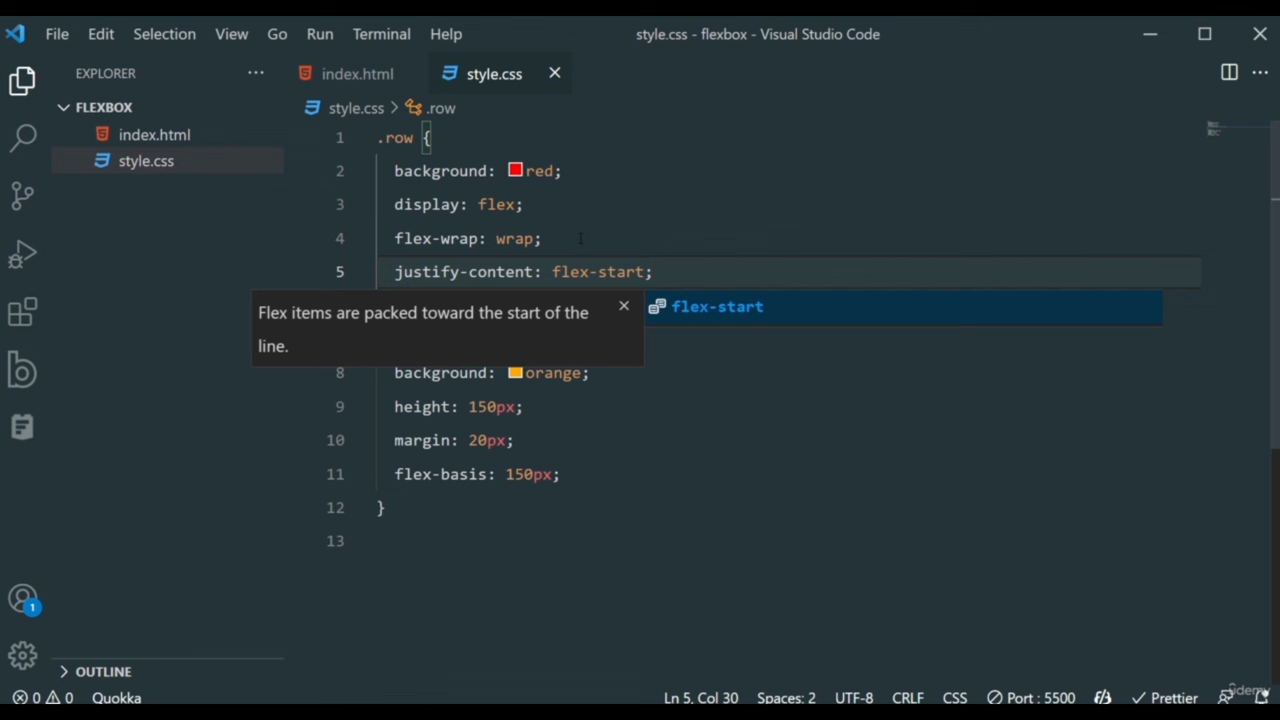 File Edit Selection View Go Run Terminal Help style.css - flexbox - Visual Studio Code
EXPLORER ··· index.html style.css
FLEXBOX
style.css > .row
index.html
style.css
1 .row {
2 background: red;
3 display: flex;
4 flex-wrap: wrap;
5 justify-content: flex-start;
flex-start
Flex items are packed toward the start of the
line.
8 background: orange;
9 height: 150px;
10 margin: 20px;
11 flex-basis: 150px;
12 }
13
1
OUTLINE
0 0 Quokka Ln 5, Col 30 Spaces: 2 UTF-8 CRLF CSS Port : 5500 Prettier
ûdemy